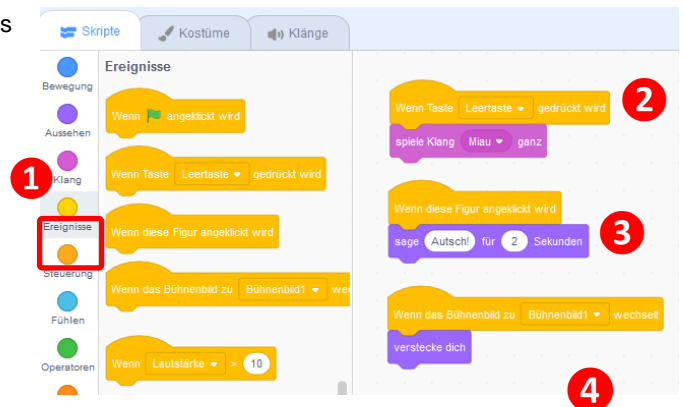 s
Skripte
Kostüme
Klänge
Bewegung
Aussehen
Klang
Ereignisse
Steuerung
Fühlen
Operatoren
1
Ereignisse
Wenn angeklickt wird
Wenn Taste Leertaste gedrückt wird
Wenn diese Figur angeklickt wird
Wenn das Bühnenbild zu Bühnenbild1 we
Wenn Lautstärke > 10
Wenn Taste Leertaste gedrückt wird
2
spiele Klang Miau ganz
Wenn diese Figur angeklickt wird
sage Autsch! für 2 Sekunden
3
Wenn das Bühnenbild zu Bühnenbild1 wechselt
verstecke dich
4